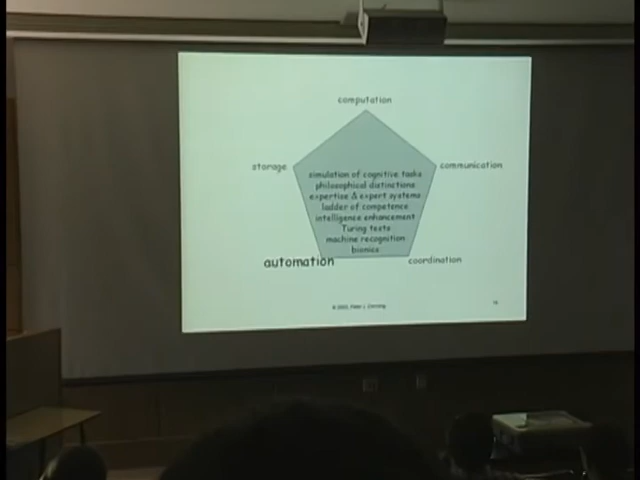 computation
storage
communication
simulation of cognitive tasks
philosophical distinctions
expertise & expert systems
ladder of competence
intelligence enhancement
Turing tests
machine recognition
bionics
automation
coordination